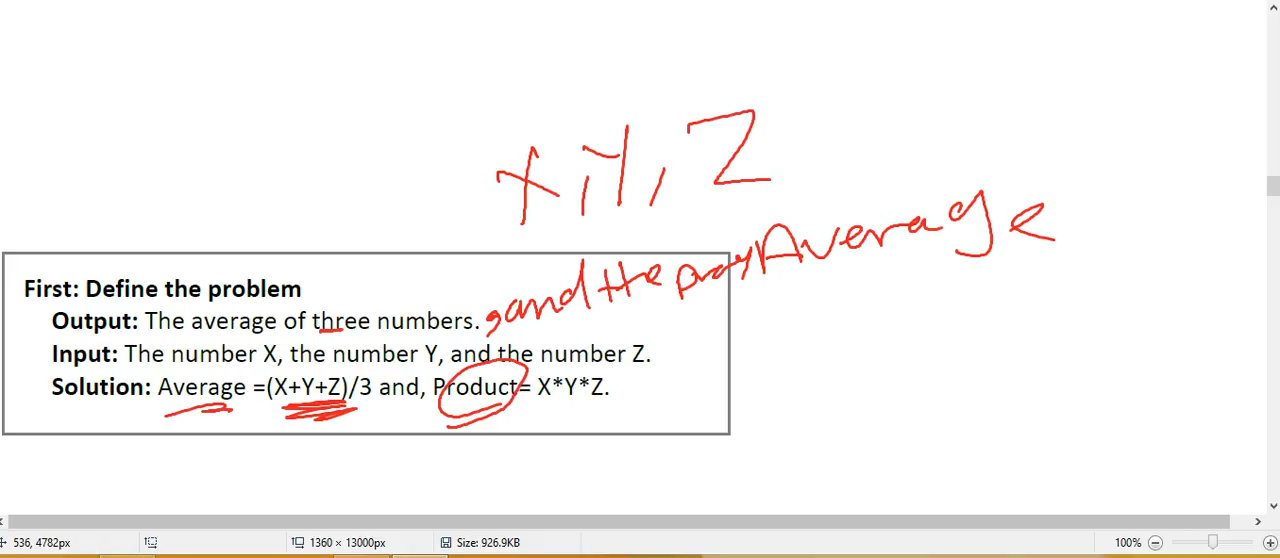 X, Y, Z
Average
and the
First: Define the problem
Output: The average of three numbers.
Input: The number X, the number Y, and the number Z.
Solution: Average =(X+Y+Z)/3 and, Product= X*Y*Z.
536, 4782px
1360 × 13000px
Size: 926.9KB
100%